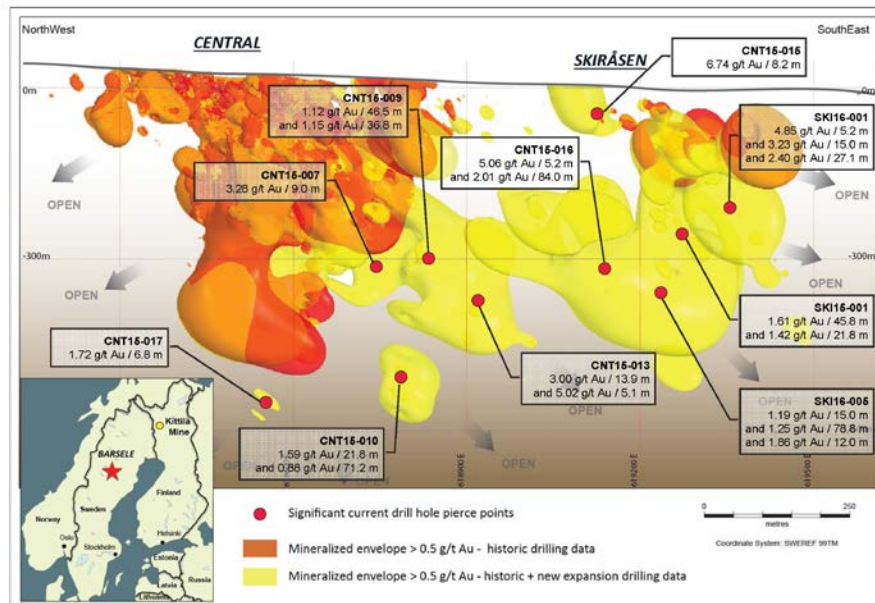 NorthWest
SouthEast
CENTRAL
SKIRÅSEN
0m
0m
-300m
-300m
CNT15-015
6.74 g/t Au / 8.2 m
CNT15-009
1.12 g/t Au / 46.5 m
and 1.15 g/t Au / 36.8 m
SKI16-001
4.85 g/t Au / 5.2 m
and 3.23 g/t Au / 15.0 m
and 2.40 g/t Au / 27.1 m
CNT15-016
5.06 g/t Au / 5.2 m
and 2.01 g/t Au / 84.0 m
CNT15-007
3.28 g/t Au / 9.0 m
OPEN
OPEN
OPEN
OPEN
SKI15-001
1.61 g/t Au / 45.8 m
and 1.42 g/t Au / 21.8 m
CNT15-017
1.72 g/t Au / 6.8 m
CNT15-013
3.00 g/t Au / 13.9 m
and 5.02 g/t Au / 5.1 m
SKI16-005
1.19 g/t Au / 15.0 m
and 1.25 g/t Au / 78.8 m
and 1.86 g/t Au / 12.0 m
CNT15-010
1.59 g/t Au / 21.8 m
and 0.88 g/t Au / 71.2 m
OPEN
OPEN
OPEN
618900 E
619200 E
619500 E
Kittila
Mine
BARSELE
Finland
Sweden
Norway
Oslo
Stockholm
Helsinki
Estonia
Latvia
Lithuania
Russia
Significant current drill hole pierce points
Mineralized envelope > 0.5 g/t Au - historic drilling data
Mineralized envelope > 0.5 g/t Au - historic + new expansion drilling data
0
250
metres
Coordinate System: SWEREF 99TM